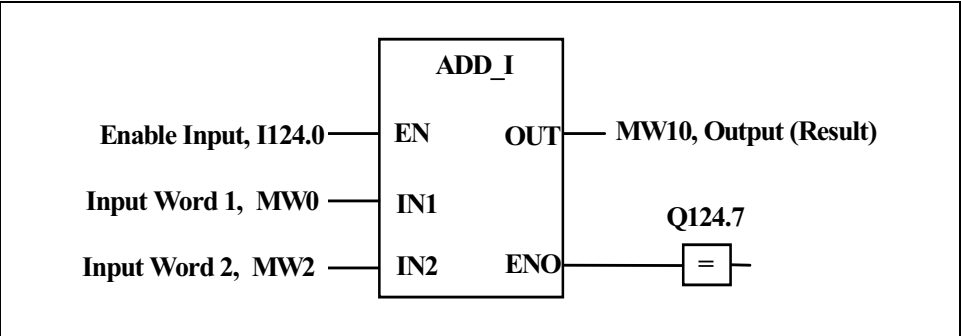 ADD_I
Enable Input, I124.0 EN OUT MW10, Output (Result)
Input Word 1, MW0 IN1
Q124.7
Input Word 2, MW2 IN2 ENO =